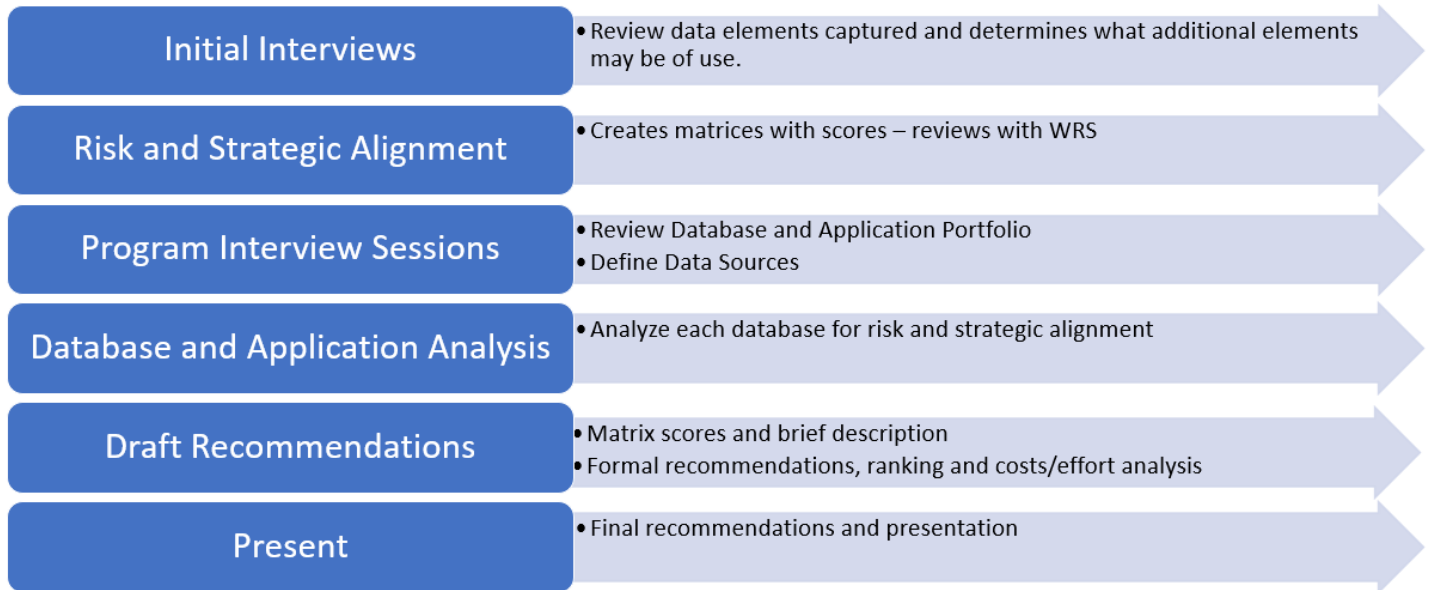 Initial Interviews
• Review data elements captured and determines what additional elements
may be of use.
Risk and Strategic Alignment
• Creates matrices with scores – reviews with WRS
Program Interview Sessions
• Review Database and Application Portfolio
• Define Data Sources
Database and Application Analysis
• Analyze each database for risk and strategic alignment
Draft Recommendations
• Matrix scores and brief description
• Formal recommendations, ranking and costs/effort analysis
Present
• Final recommendations and presentation